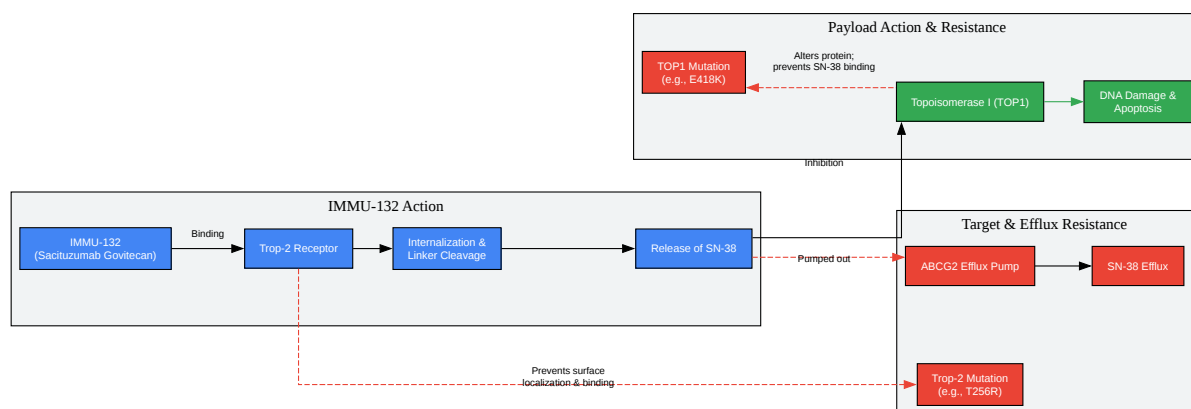 Payload Action & Resistance
TOP1 Mutation
(e.g., E418K)
Alters protein;
prevents SN-38 binding
Topoisomerase I (TOP1)
DNA Damage &
Apoptosis
Inhibition
IMMU-132 Action
IMMU-132
(Sacituzumab Govitecan)
Binding
Trop-2 Receptor
Internalization &
Linker Cleavage
Release of SN-38
Pumped out
Target & Efflux Resistance
ABCG2 Efflux Pump
SN-38 Efflux
Prevents surface
localization & binding
Trop-2 Mutation
(e.g., T256R)